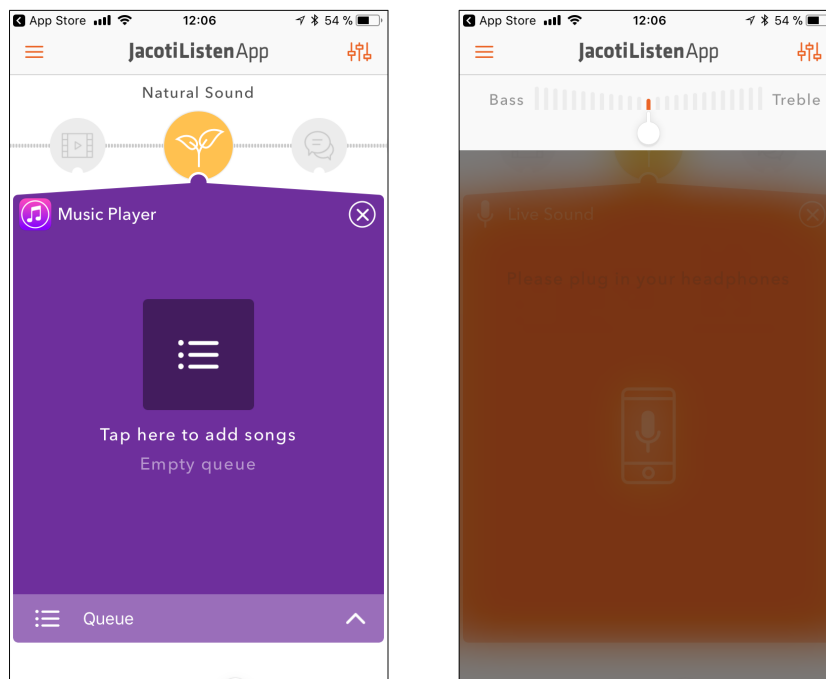 App Store 12:06 54 %
JacotiListenApp
Natural Sound
Music Player
Tap here to add songs
Empty queue
Queue
App Store 12:06 54 %
JacotiListenApp
Bass Treble
Live Sound
Please plug in your headphones